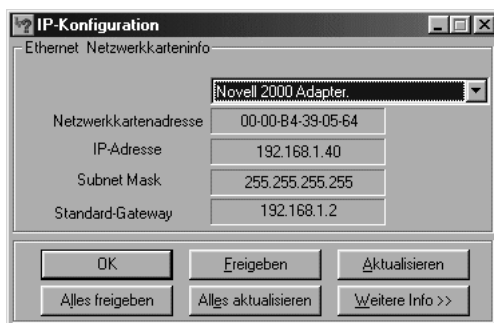 IP-Konfiguration
Ethernet Netzwerkkarteninfo
Novell 2000 Adapter.
Netzwerkkartenadresse 00-00-B4-39-05-64
IP-Adresse 192.168.1.40
Subnet Mask 255.255.255.255
Standard-Gateway 192.168.1.2
OK Freigeben Aktualisieren
Alles freigeben Alles aktualisieren Weitere Info >>